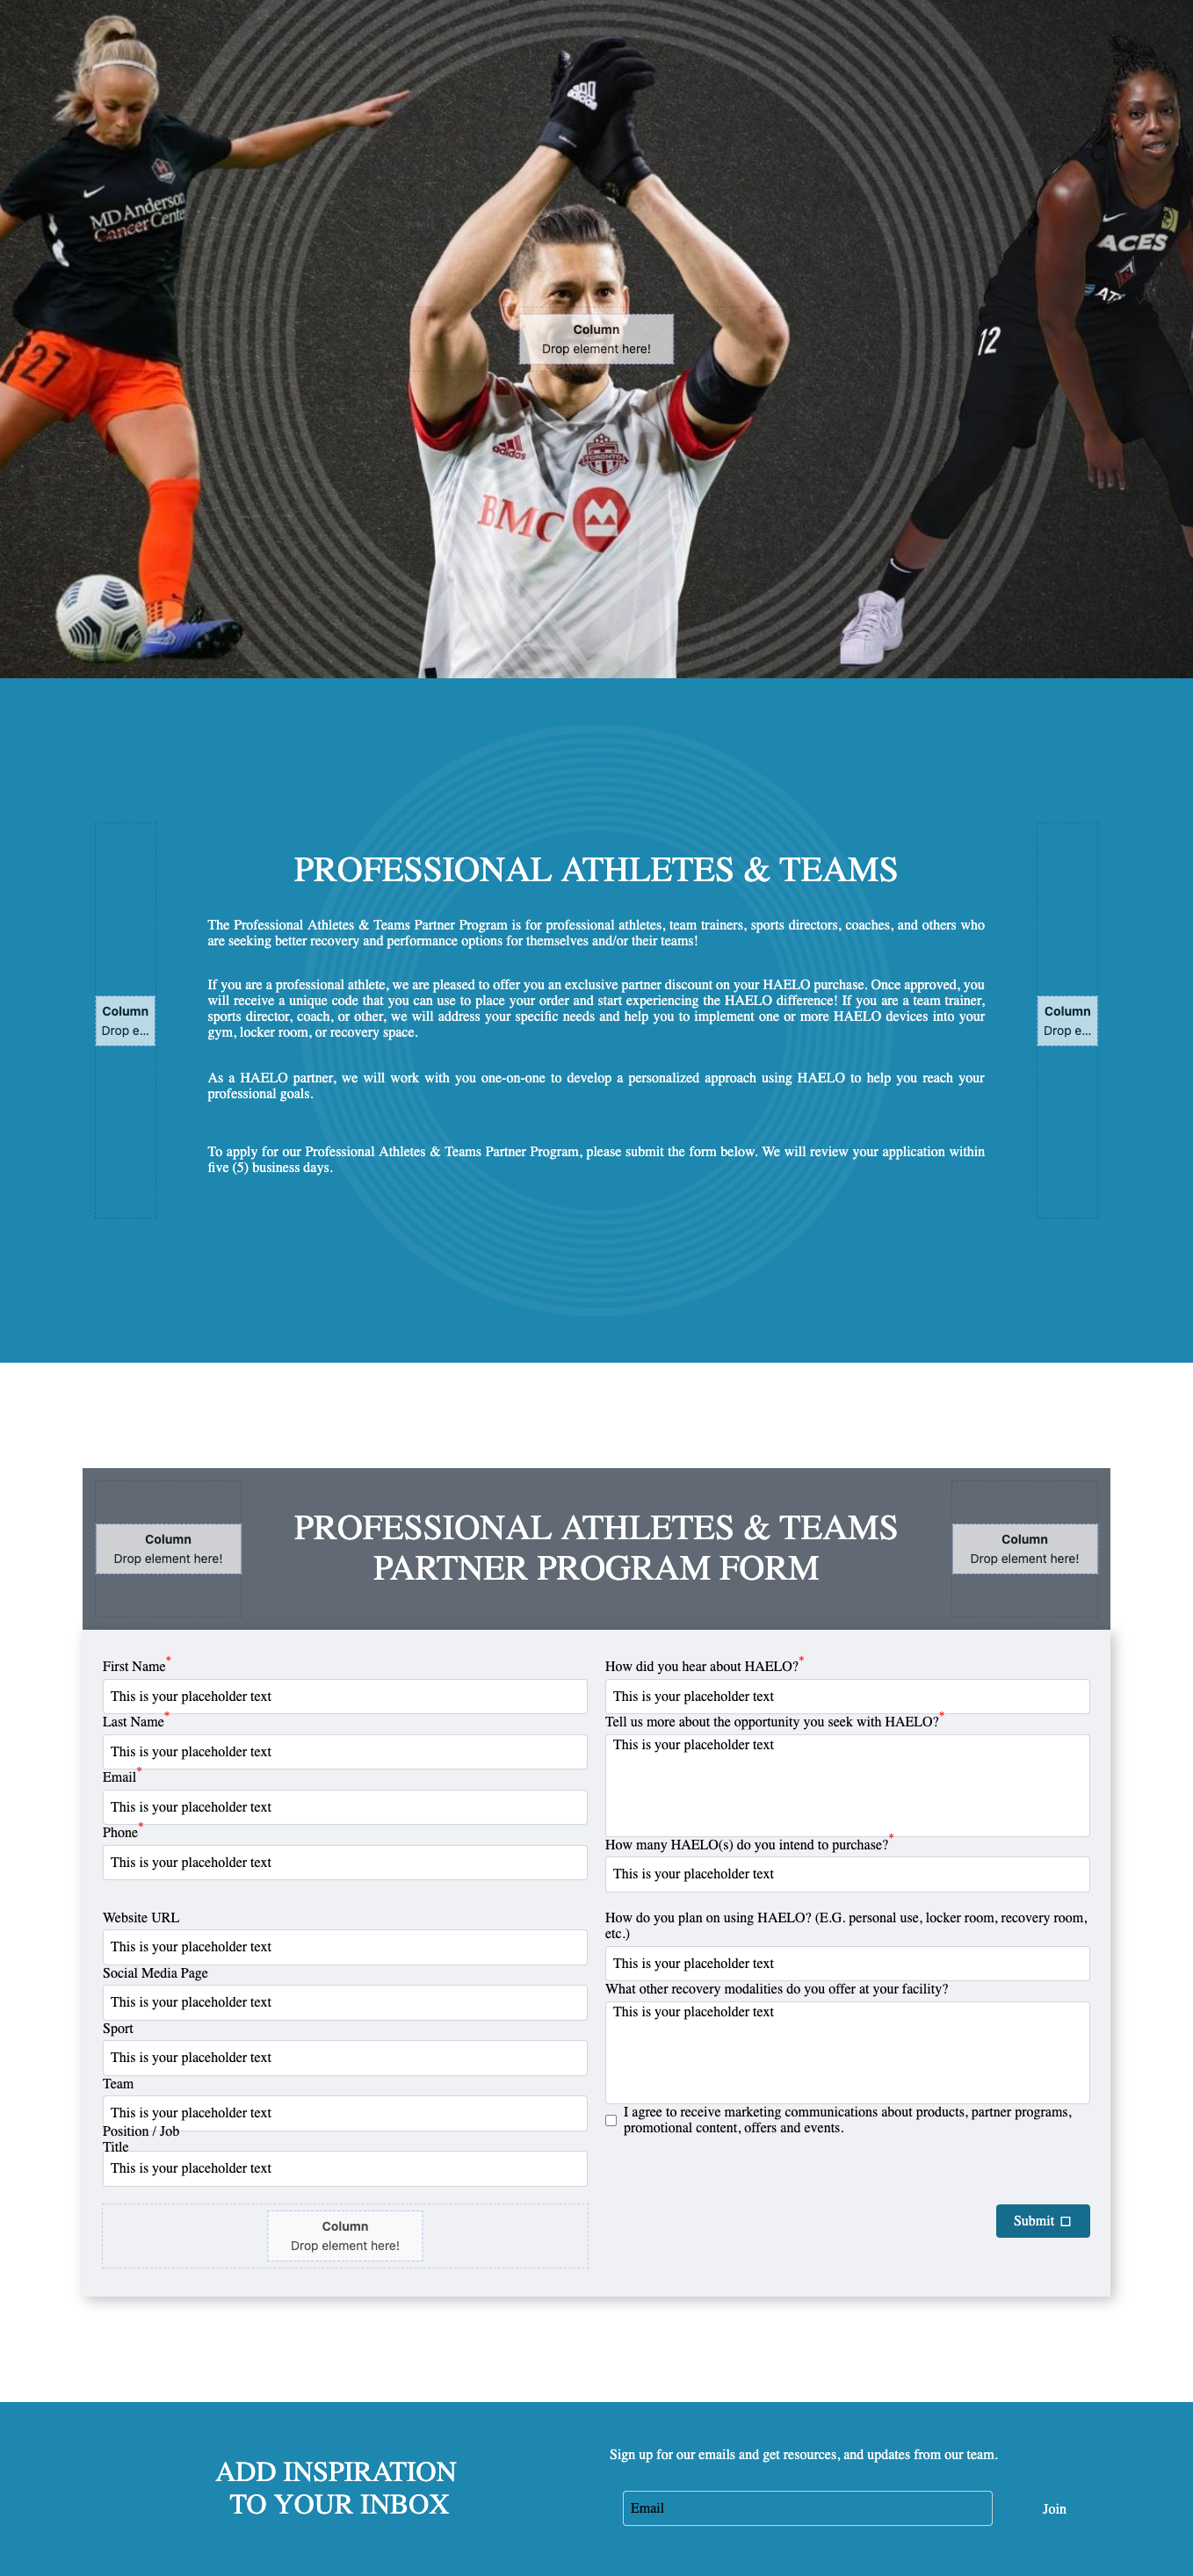 adidas
27
MD Anderson
Cancer Center
ACES
12
Column
Drop element here!
adidas
TORONTO
BMC
PROFESSIONAL ATHLETES & TEAMS
The Professional Athletes & Teams Partner Program is for professional athletes, team trainers, sports directors, coaches, and others who
are seeking better recovery and performance options for themselves and/or their teams!
If you are a professional athlete, we are pleased to offer you an exclusive partner discount on your HAELO purchase. Once approved, you
will receive a unique code that you can use to place your order and start experiencing the HAELO difference! If you are a team trainer,
sports director, coach, or other, we will address your specific needs and help you to implement one or more HAELO devices into your
gym, locker room, or recovery space.
As a HAELO partner, we will work with you one-on-one to develop a personalized approach using HAELO to help you reach your
professional goals.
To apply for our Professional Athletes & Teams Partner Program, please submit the form below. We will review your application within
five (5) business days.
Column
Drop e...
Column
Drop e...
Column
Drop element here!
PROFESSIONAL ATHLETES & TEAMS
PARTNER PROGRAM FORM
Column
Drop element here!
First Name*
This is your placeholder text
Last Name*
This is your placeholder text
Email*
This is your placeholder text
Phone*
This is your placeholder text
How did you hear about HAELO?*
This is your placeholder text
Tell us more about the opportunity you seek with HAELO?*
This is your placeholder text
How many HAELO(s) do you intend to purchase?*
This is your placeholder text
Website URL
This is your placeholder text
Social Media Page
This is your placeholder text
Sport
This is your placeholder text
Team
This is your placeholder text
Position / Job
Title
This is your placeholder text
How do you plan on using HAELO? (E.G. personal use, locker room, recovery room,
etc.)
This is your placeholder text
What other recovery modalities do you offer at your facility?
This is your placeholder text
I agree to receive marketing communications about products, partner programs,
promotional content, offers and events.
Column
Drop element here!
Submit
ADD INSPIRATION
TO YOUR INBOX
Sign up for our emails and get resources, and updates from our team.
Email
Join